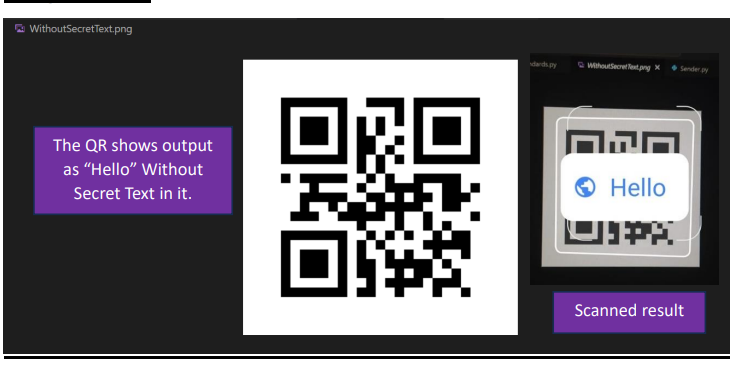 WithoutSecretText.png
The QR shows output
as “Hello” Without
Secret Text in it.
ndards.py
WithoutSecretText.png ×
Sender.py
Hello
Scanned result